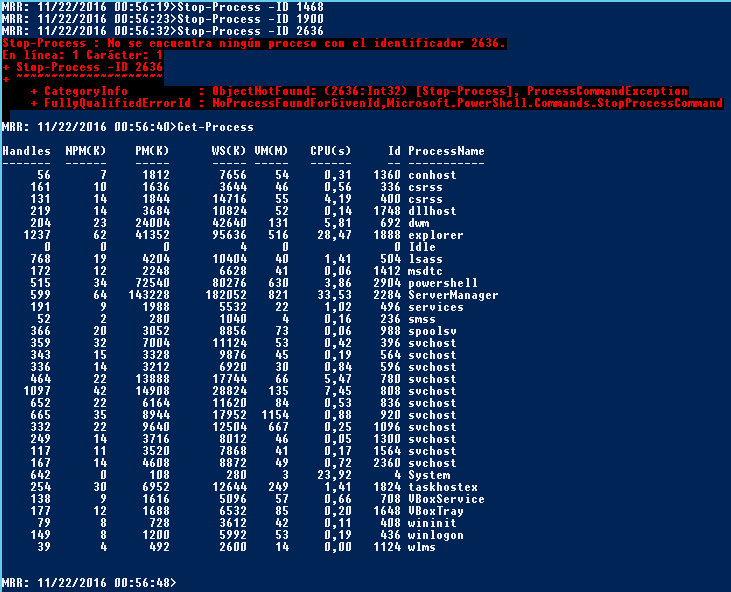 MRR: 11/22/2016 00:56:19>Stop-Process -ID 1468
MRR: 11/22/2016 00:56:23>Stop-Process -ID 1900
MRR: 11/22/2016 00:56:32>Stop-Process -ID 2636
Stop-Process : No se encuentra ningún proceso con el identificador 2636.
En línea: 1 Carácter: 1
+ Stop-Process -ID 2636
+ ~~~~~~~~~~~~~~~~~~~~~
    + CategoryInfo          : ObjectNotFound: (2636:Int32) [Stop-Process], ProcessCommandException
    + FullyQualifiedErrorId : NoProcessFoundForGivenId,Microsoft.PowerShell.Commands.StopProcessCommand
MRR: 11/22/2016 00:56:40>Get-Process
Handles  NPM(K)    PM(K)      WS(K) VM(M)   CPU(s)     Id ProcessName
-------  ------    -----      ----- -----   ------     -- -----------
     56       7     1812       7656    54     0,31   1360 conhost
    161      10     1636       3644    46     0,56    336 csrss
    131      14     1844      14716    55     4,19    400 csrss
    219      14     3684      10824    52     0,14   1748 dllhost
    204      23    24004      42640   131     5,81    692 dwm
   1237      62    41352      95636   516    28,47   1888 explorer
      0       0        0          4     0               0 Idle
    768      19     4204      10404    40     1,41    504 lsass
    172      12     2248       6628    41     0,06   1412 msdtc
    515      34    72540      80276   630     3,86   2904 powershell
    599      64   143228     182052   821    33,53   2284 ServerManager
    191       9     1988       5532    22     1,02    496 services
     52       2      280       1040     4     0,16    236 smss
    366      20     3052       8856    73     0,06    988 spoolsv
    359      32     7004      11124    53     0,42    396 svchost
    343      15     3328       9876    45     0,19    564 svchost
    336      14     3212       6920    30     0,84    596 svchost
    464      22    13888      17744    66     5,47    780 svchost
   1097      42    14908      28824   135     7,45    808 svchost
    652      22     6164      11620    84     0,53    836 svchost
    665      35     8944      17952  1154     0,88    920 svchost
    332      22     9640      12504   667     0,25   1096 svchost
    249      14     3716       8012    46     0,05   1300 svchost
    117      11     3520       7868    41     0,17   1564 svchost
    167      14     4608       8872    49     0,72   2360 svchost
    642       0      108        280     3    23,92      4 System
    254      30     6952      12644   249     1,41   1824 taskhostex
    138       9     1616       5096    57     0,66    708 VBoxService
    177      12     1688       6532    85     0,20   1648 VBoxTray
     79       8      728       3612    42     0,11    408 wininit
    149       8     1200       5992    53     0,19    436 winlogon
     39       4      492       2600    14     0,00   1124 wlms
MRR: 11/22/2016 00:56:48>